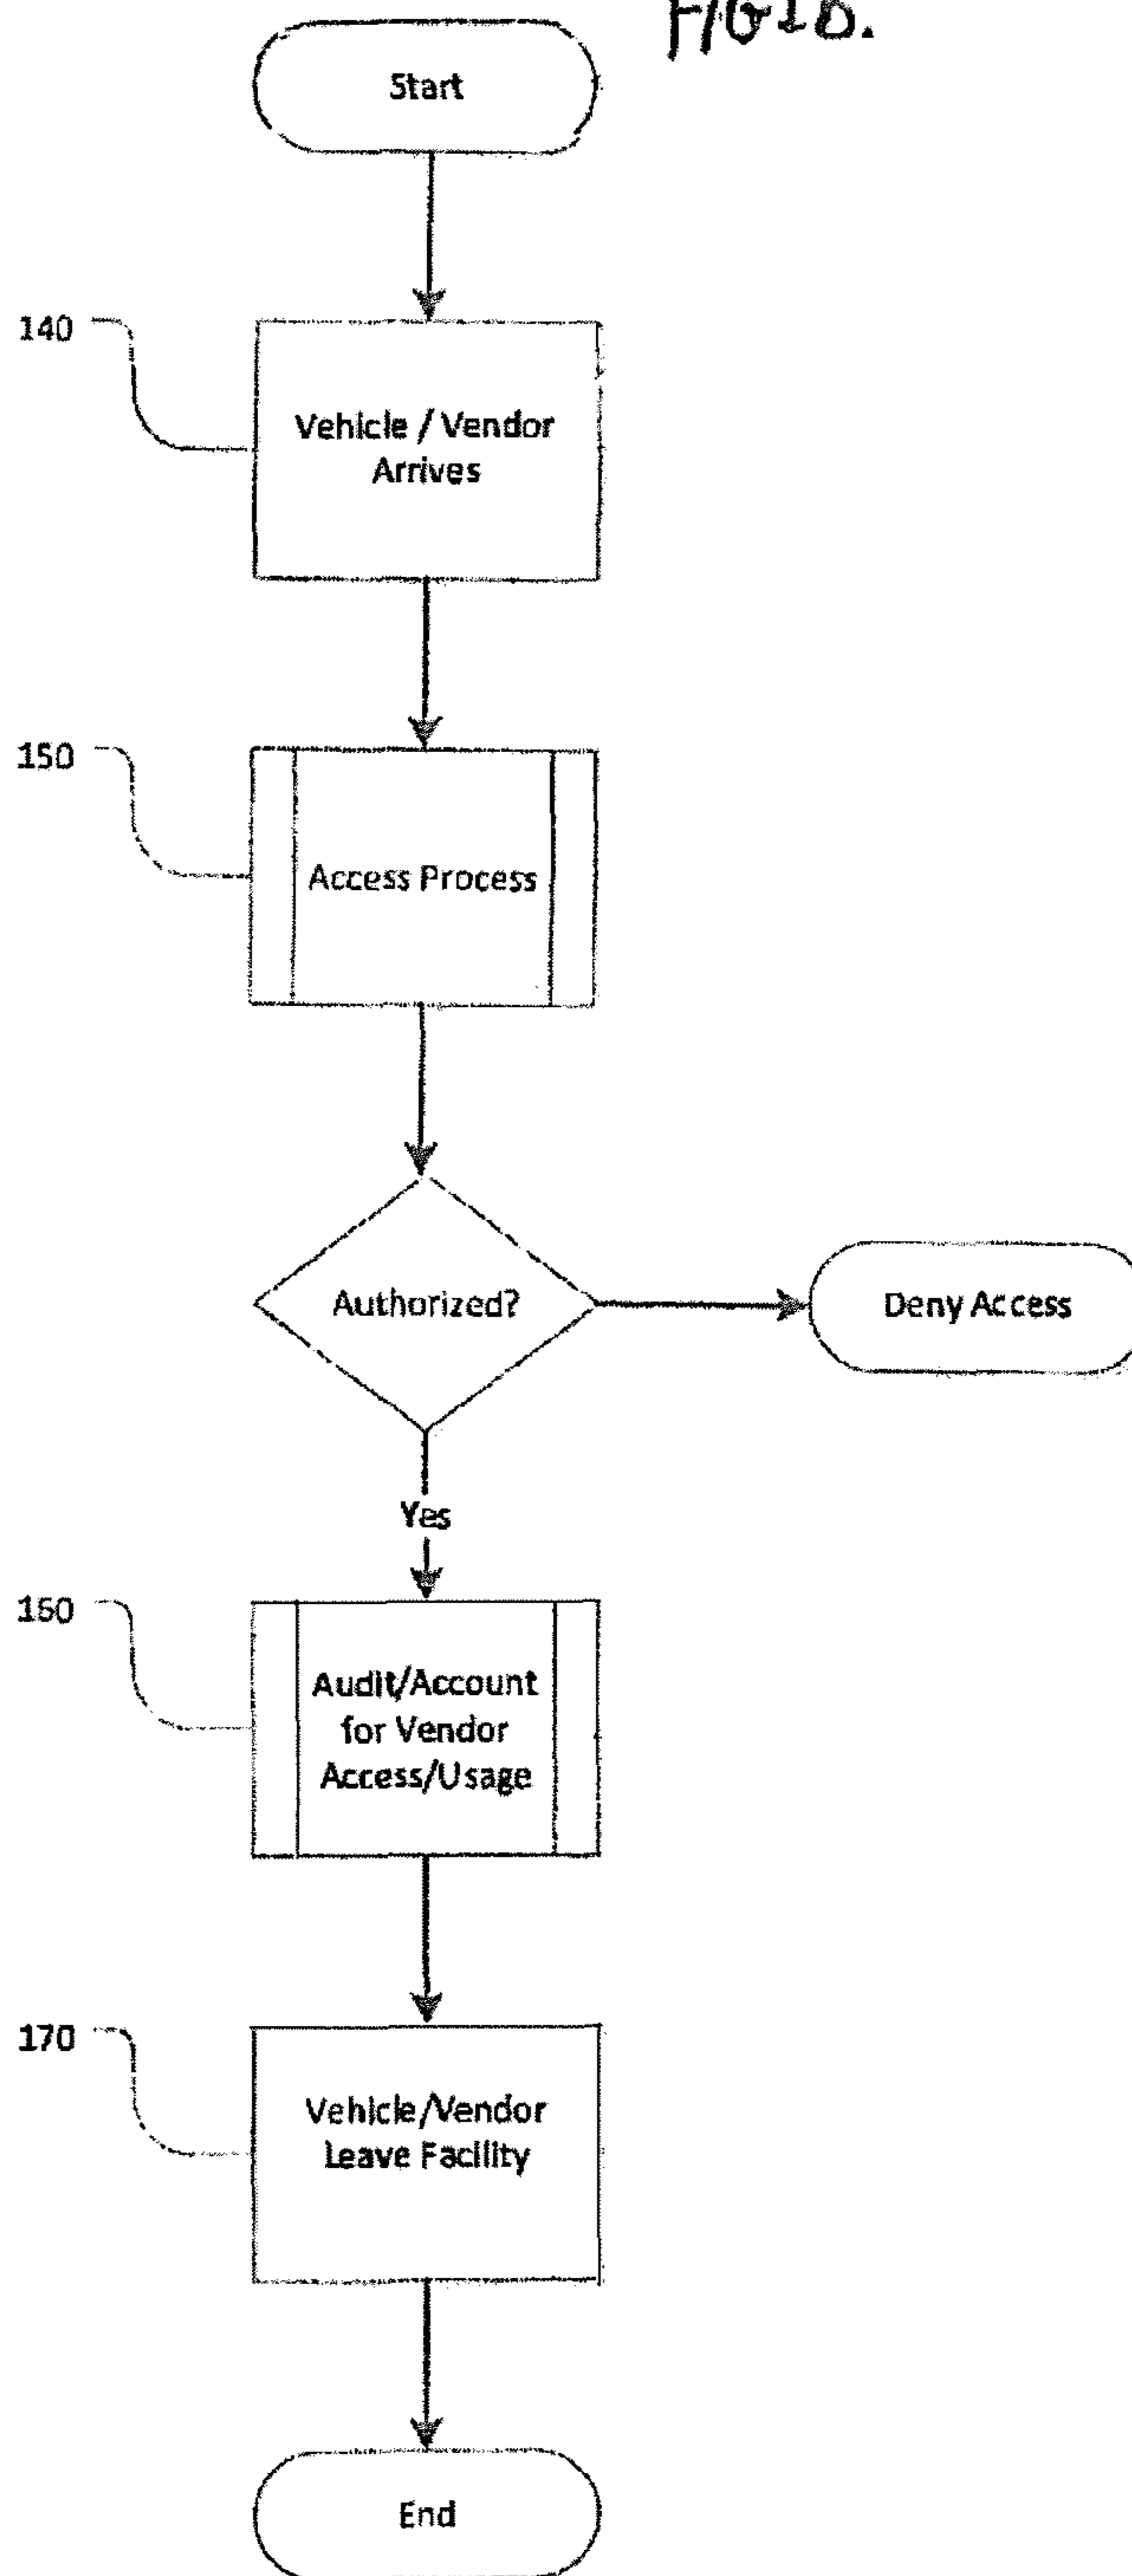 FIG1B.
Start
140
Vehicle / Vendor
Arrives
150
Access Process
Authorized?
Deny Access
Yes
160
Audit/Account
for Vendor
Access/Usage
170
Vehicle/Vendor
Leave Facility
End